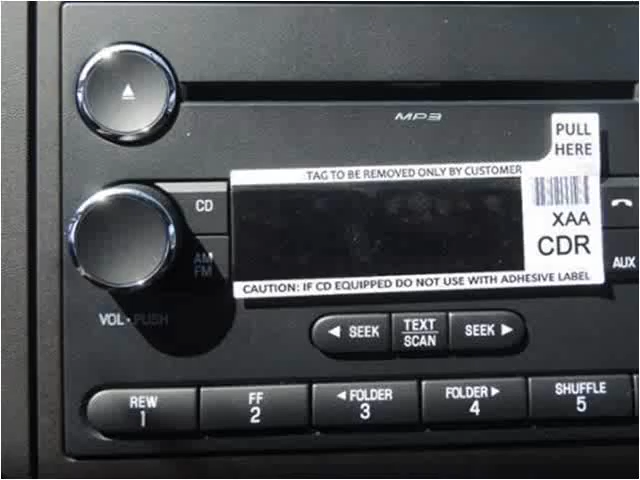 MP3
PULL
HERE
TAG TO BE REMOVED ONLY BY CUSTOMER
XAA
CDR
CAUTION: IF CD EQUIPPED DO NOT USE WITH ADHESIVE LABEL
CD
AM
FM
AUX
VOL•PUSH
◄ SEEK
TEXT
SCAN
SEEK ►
REW
1
FF
2
◄ FOLDER
3
FOLDER ►
4
SHUFFLE
5